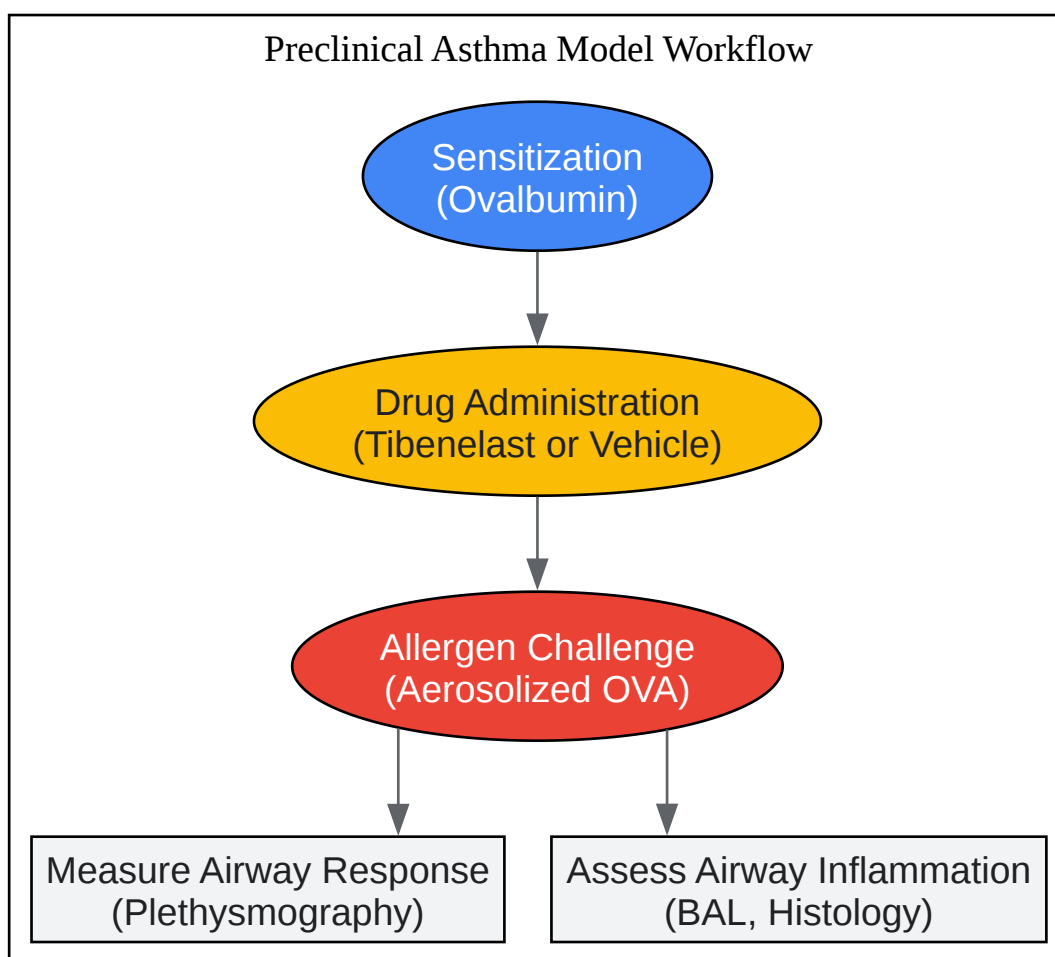 Preclinical Asthma Model Workflow
Sensitization
(Ovalbumin)
Drug Administration
(Tibenelast or Vehicle)
Allergen Challenge
(Aerosolized OVA)
Measure Airway Response
(Plethysmography)
Assess Airway Inflammation
(BAL, Histology)